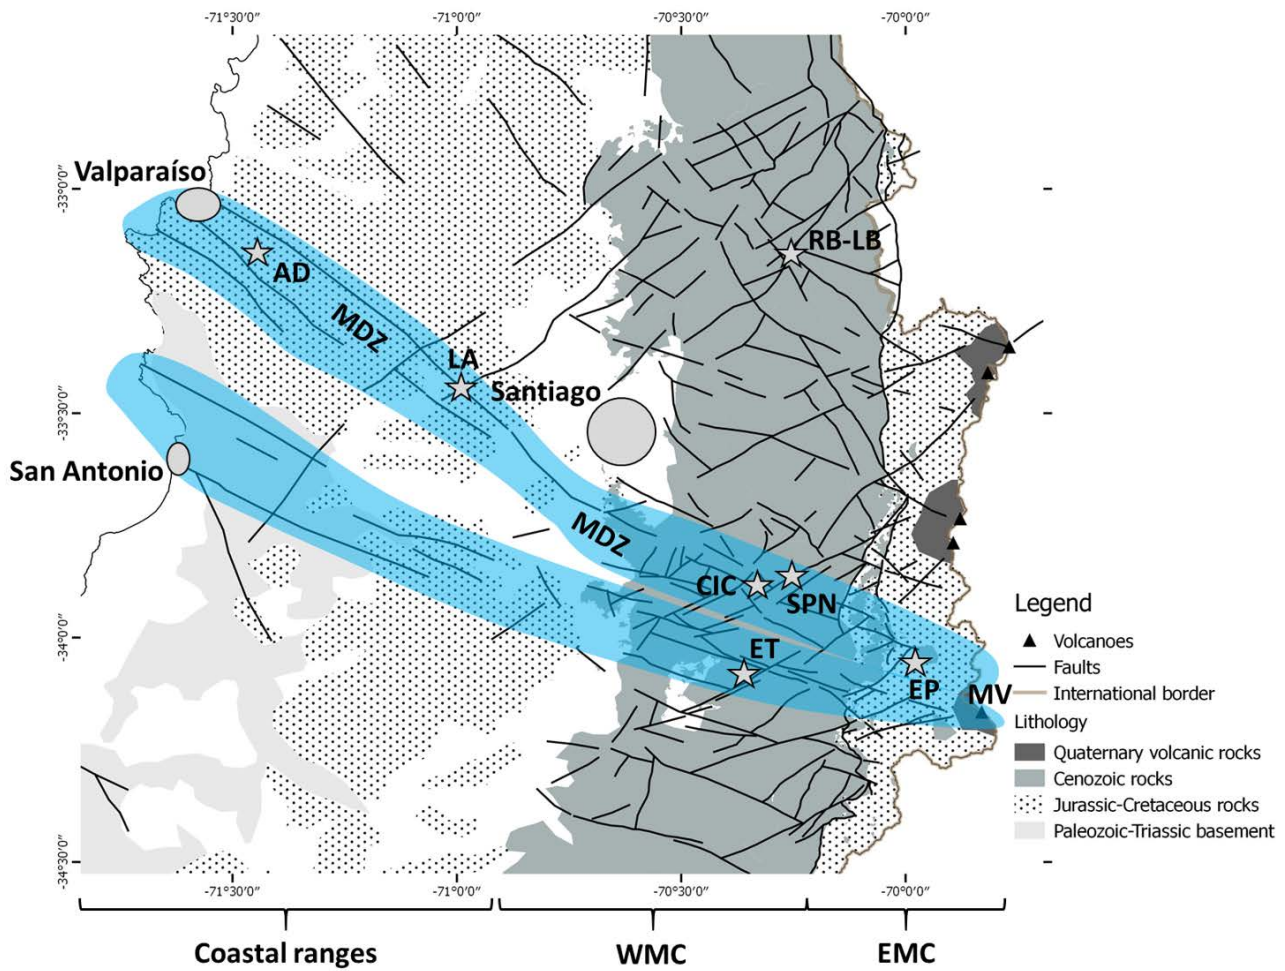 -71°30'0"
-71°0'0"
-70°30'0"
-70°0'0"
Valparaíso
-33°0'0"
RB-LB
AD
MDZ
LA
Santiago
-33°30'0"
San Antonio
MDZ
CIC
SPN
-34°0'0"
ET
EP
MV
Legend
Volcanoes
Faults
International border
Lithology
Quaternary volcanic rocks
Cenozoic rocks
Jurassic-Cretaceous rocks
Paleozoic-Triassic basement
-34°30'0"
-71°30'0"
-71°0'0"
-70°30'0"
-70°0'0"
Coastal ranges
WMC
EMC